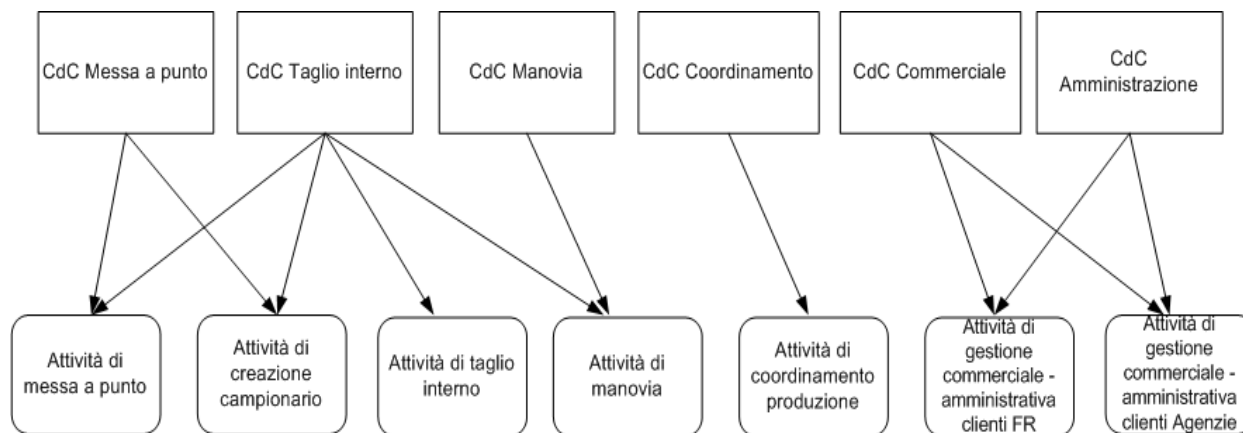 CdC Messa a punto
CdC Taglio interno
CdC Manovia
CdC Coordinamento
CdC Commerciale
CdC
Amministrazione
Attività di
messa a punto
Attività di
creazione
campionario
Attività di taglio
interno
Attività di
manovia
Attività di
coordinamento
produzione
Attività di
gestione
commerciale -
amministrativa
clienti FR
Attività di
gestione
commerciale -
amministrativa
clienti Agenzie